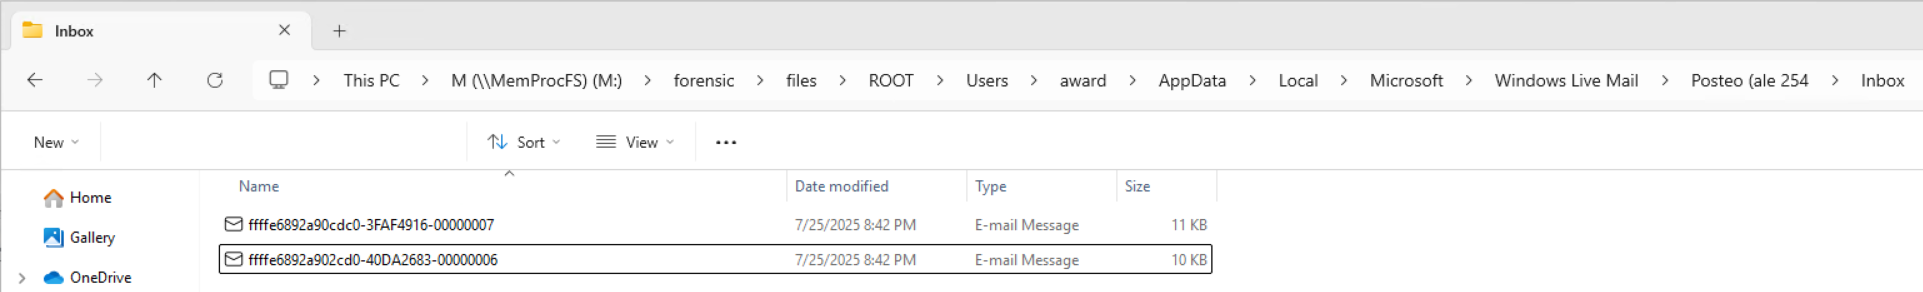 Inbox
This PC > M (\\MemProcFS) (M:) > forensic > files > ROOT > Users > award > AppData > Local > Microsoft > Windows Live Mail > Posteo (ale 254 > Inbox
New Sort View ...
Name Date modified Type Size
Home
ffffe6892a90cdc0-3FAF4916-00000007 7/25/2025 8:42 PM E-mail Message 11 KB
Gallery
ffffe6892a902cd0-40DA2683-00000006 7/25/2025 8:42 PM E-mail Message 10 KB
OneDrive